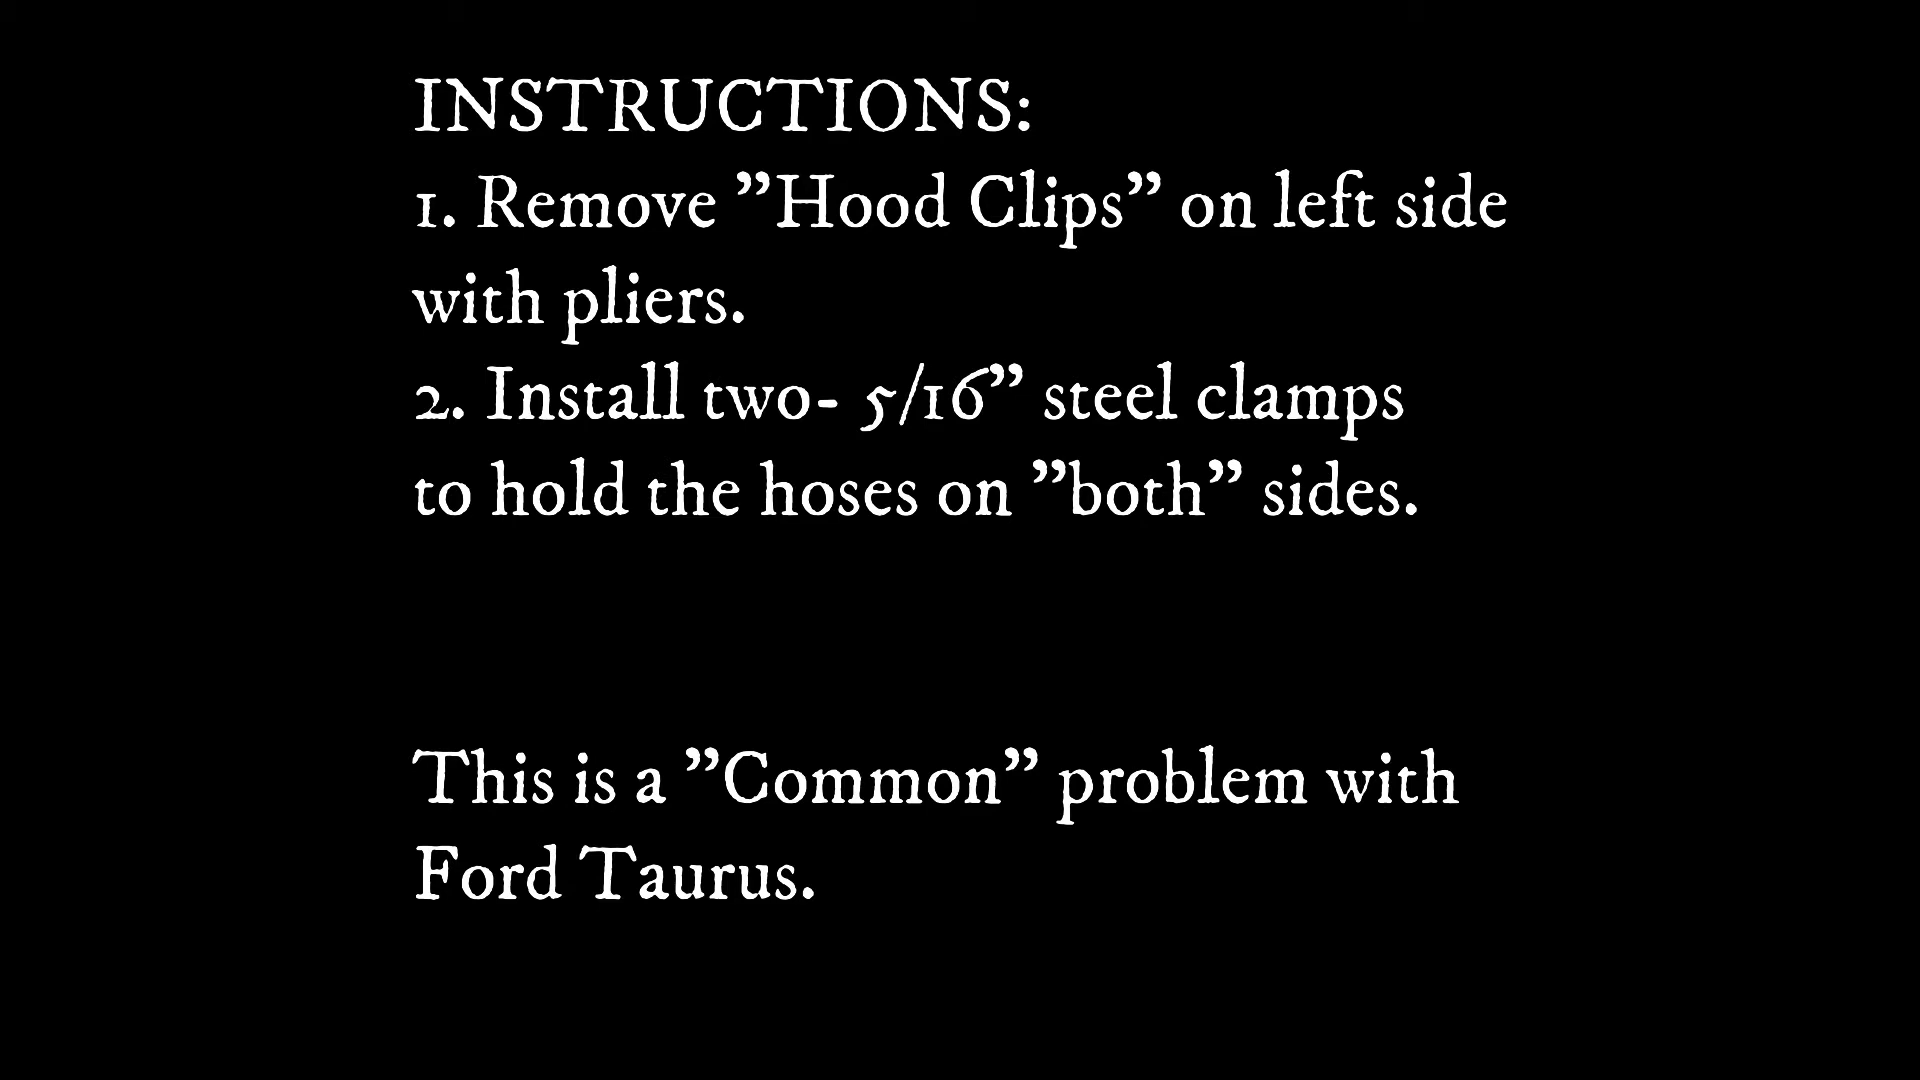 INSTRUCTIONS:
1. Remove ”Hood Clips” on left side
with pliers.
2. Install two- 5/16” steel clamps
to hold the hoses on ”both” sides.
This is a ”Common” problem with
Ford Taurus.